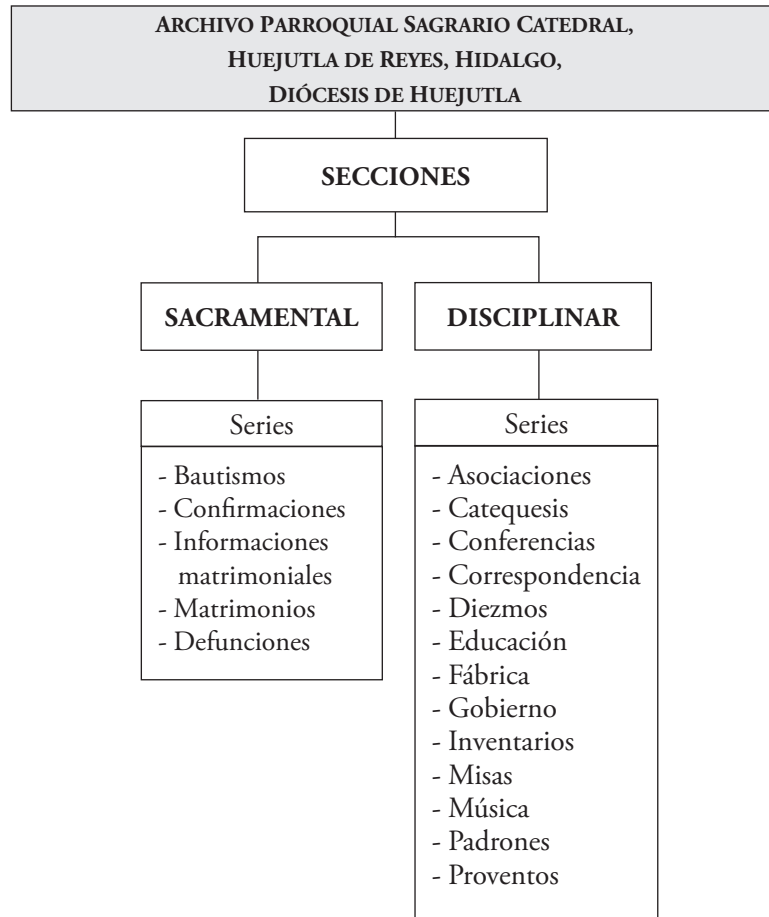 ARCHIVO PARROQUIAL SAGRARIO CATEDRAL,
HUEJUTLA DE REYES, HIDALGO,
DIÓCESIS DE HUEJUTLA
SECCIONES
SACRAMENTAL
DISCIPLINAR
Series
- Bautismos
- Confirmaciones
- Informaciones
matrimoniales
- Matrimonios
- Defunciones
Series
- Asociaciones
- Catequesis
- Conferencias
- Correspondencia
- Diezmos
- Educación
- Fábrica
- Gobierno
- Inventarios
- Misas
- Música
- Padrones
- Proventos